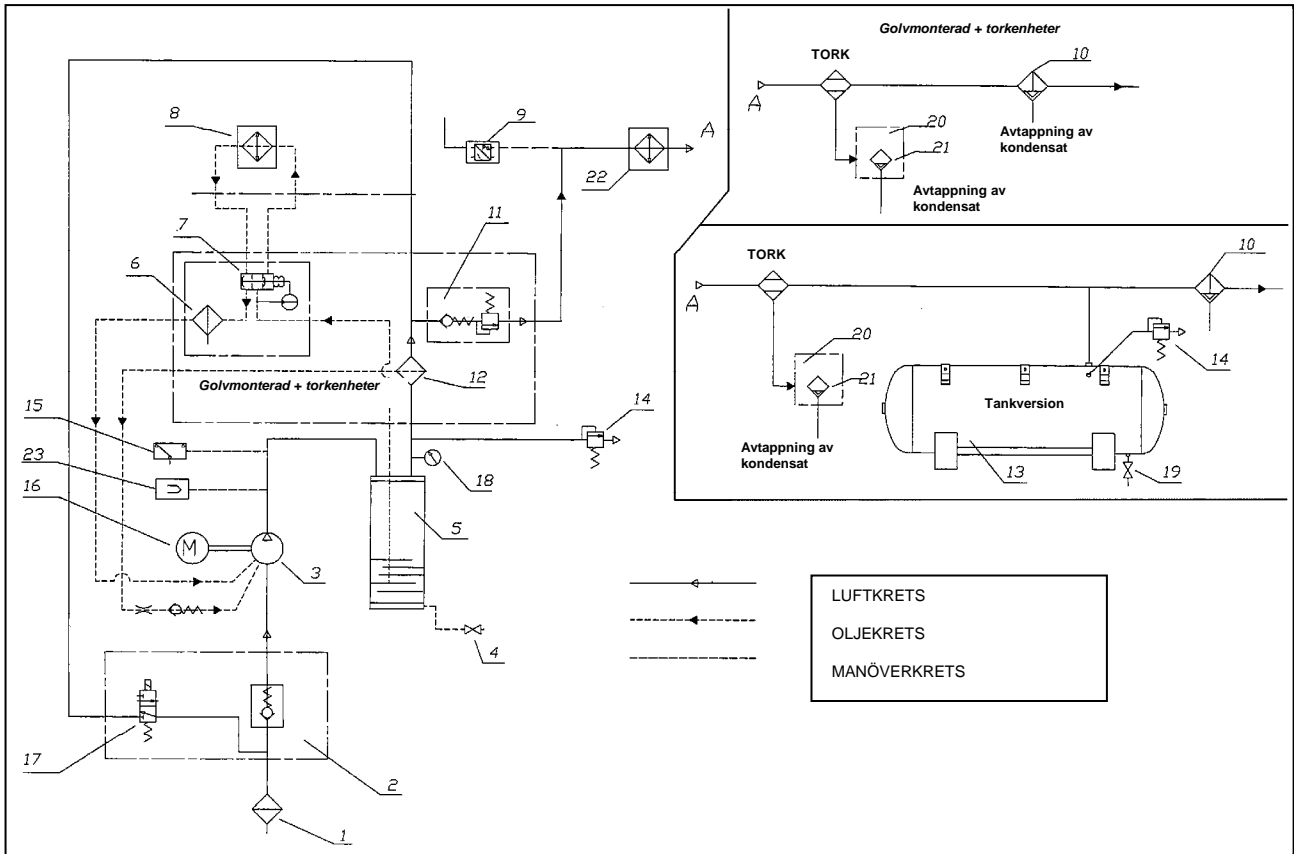 8
7
6
9
22
A
11
Golvmonterad + torkenheter
12
15
23
16
M
3
5
18
14
4
17
2
1
Golvmonterad + torkenheter
TORK
10
A
20
21
Avtappning av
kondensat
Avtappning av
kondensat
TORK
10
A
20
21
14
Tankversion
Avtappning av
kondensat
13
19
LUFTKRETS
OLJEKRETS
MANÖVERKRETS